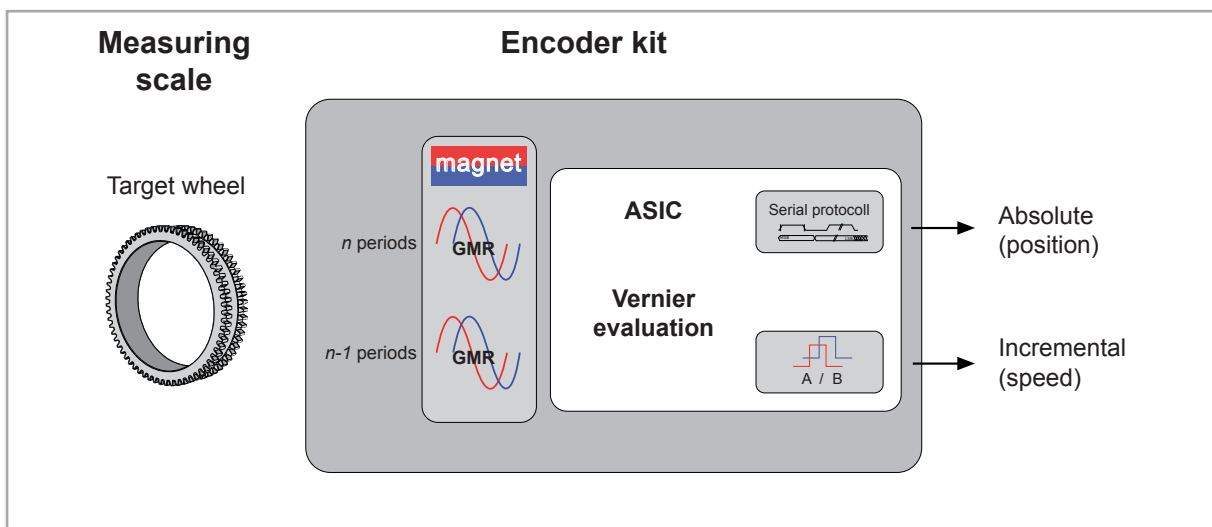 Measuring
scale
Encoder kit
Target wheel
magnet
n periods
GMR
n-1 periods
GMR
ASIC
Vernier
evaluation
Serial protocoll
A / B
Absolute
(position)
Incremental
(speed)